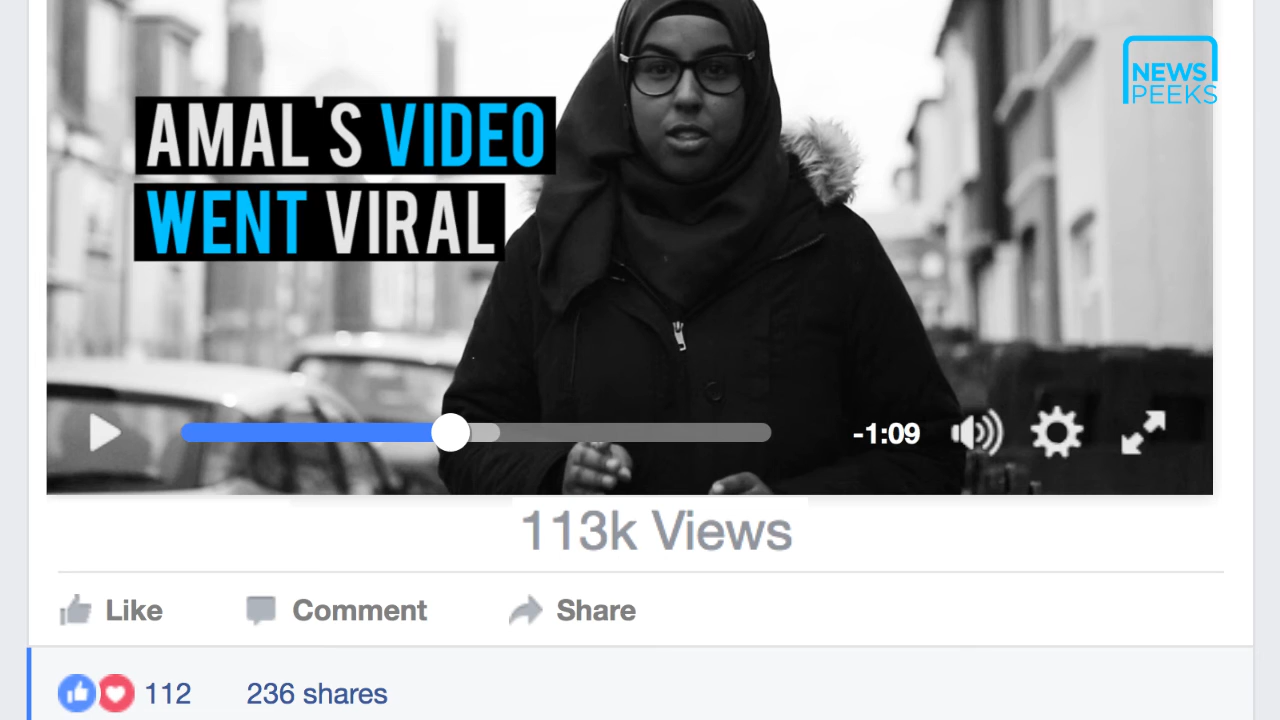 NEWS
PEEKS
AMAL'S VIDEO
WENT VIRAL
-1:09
113k Views
Like
Comment
Share
112
236 shares